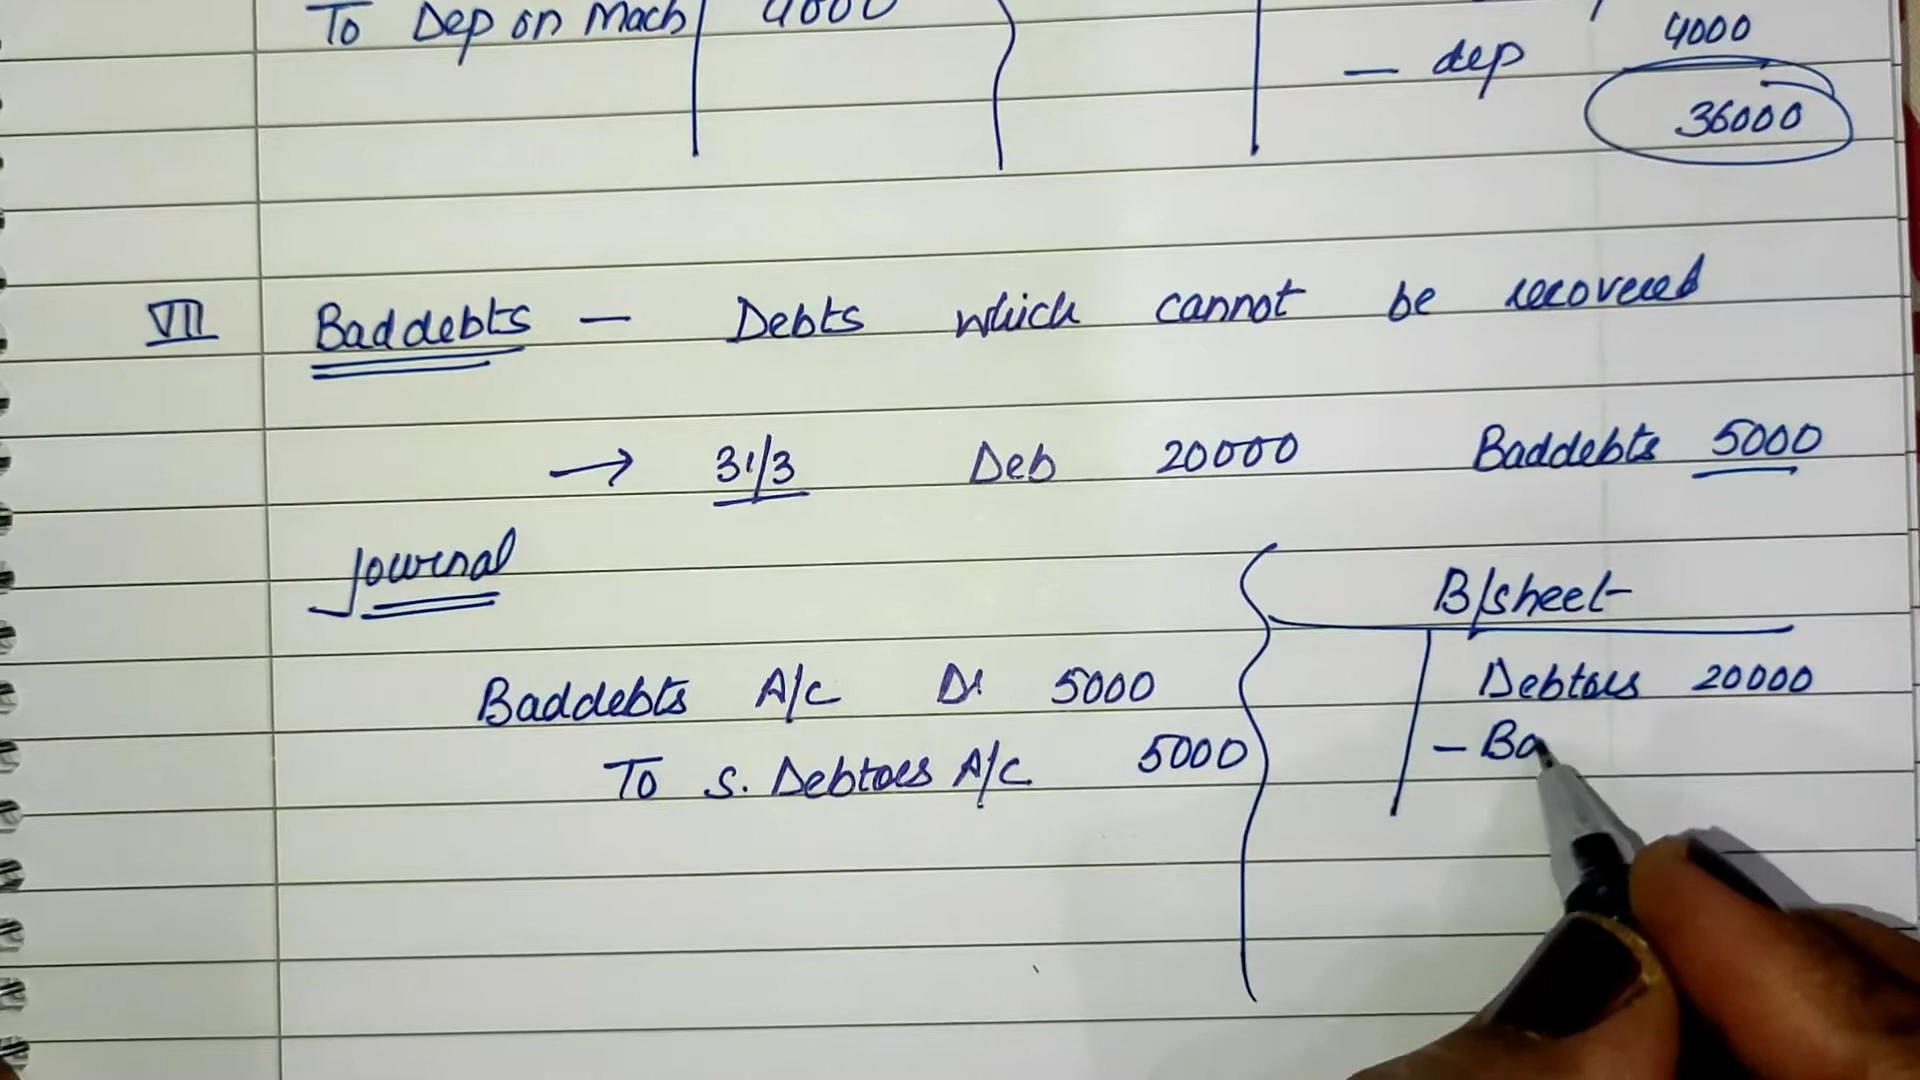 To Dep on Mach 4000
4000
- dep
36000
VII Baddebts - Debts which cannot be recovered
→ 31/3 Deb 20000 Baddebts 5000
Journal
B/sheet
Baddebts A/c Dr 5000
Debtors 20000
To S. Debtors A/c 5000
- Ba